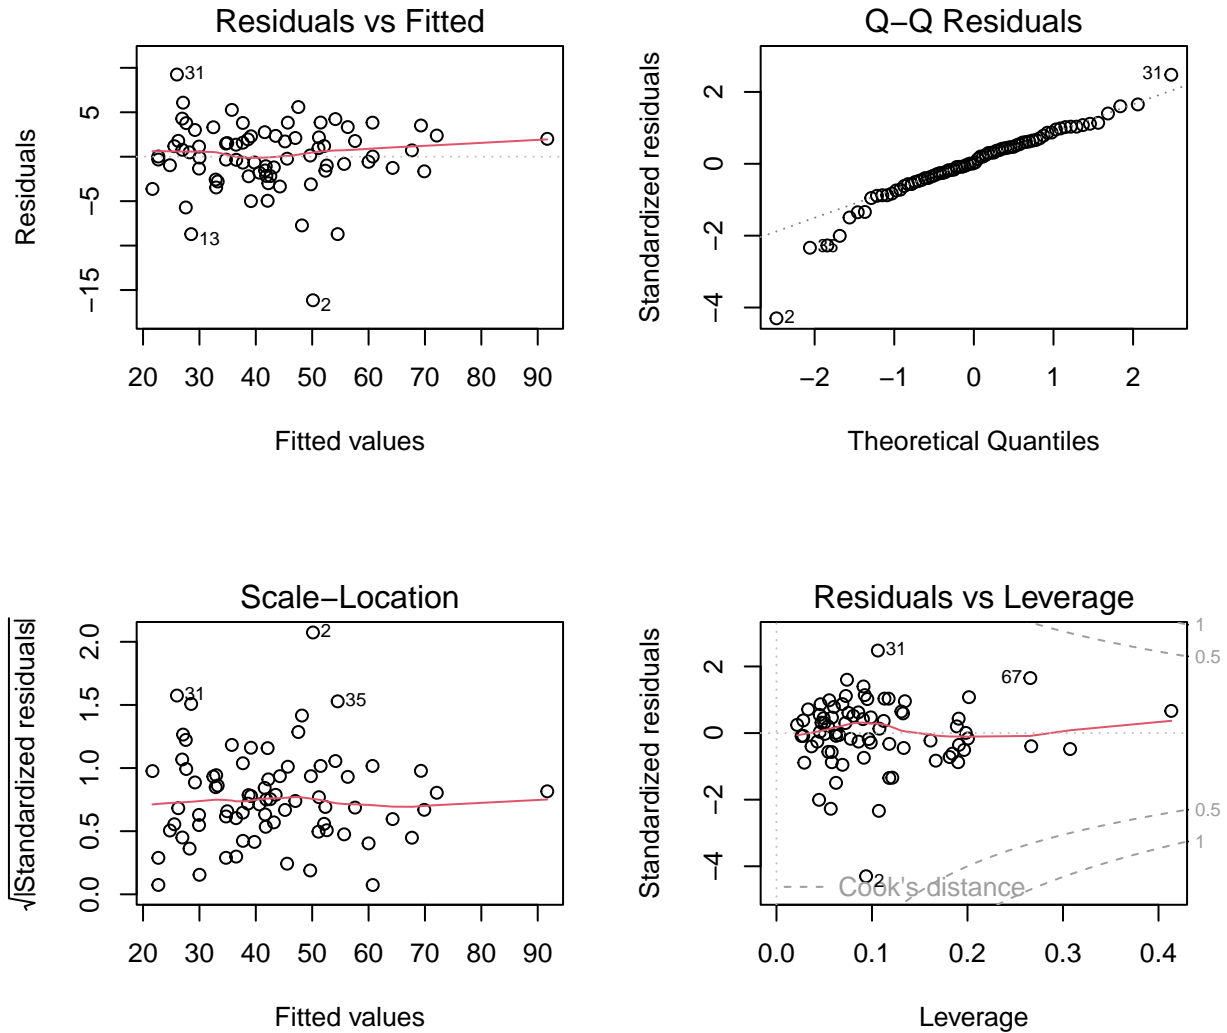 Residuals vs Fitted
Residuals
5
−5
−15
31
13
2
20 30 40 50 60 70 80 90
Fitted values
Q−Q Residuals
Standardized residuals
2
0
−2
−4
31
2
−2 −1 0 1 2
Theoretical Quantiles
Scale−Location
√|Standardized residuals|
2.0
1.5
1.0
0.5
0.0
2
31
35
20 30 40 50 60 70 80 90
Fitted values
Residuals vs Leverage
Standardized residuals
2
0
−2
−4
31
67
2
1
0.5
0.5
1
Cook's distance
0.0 0.1 0.2 0.3 0.4
Leverage